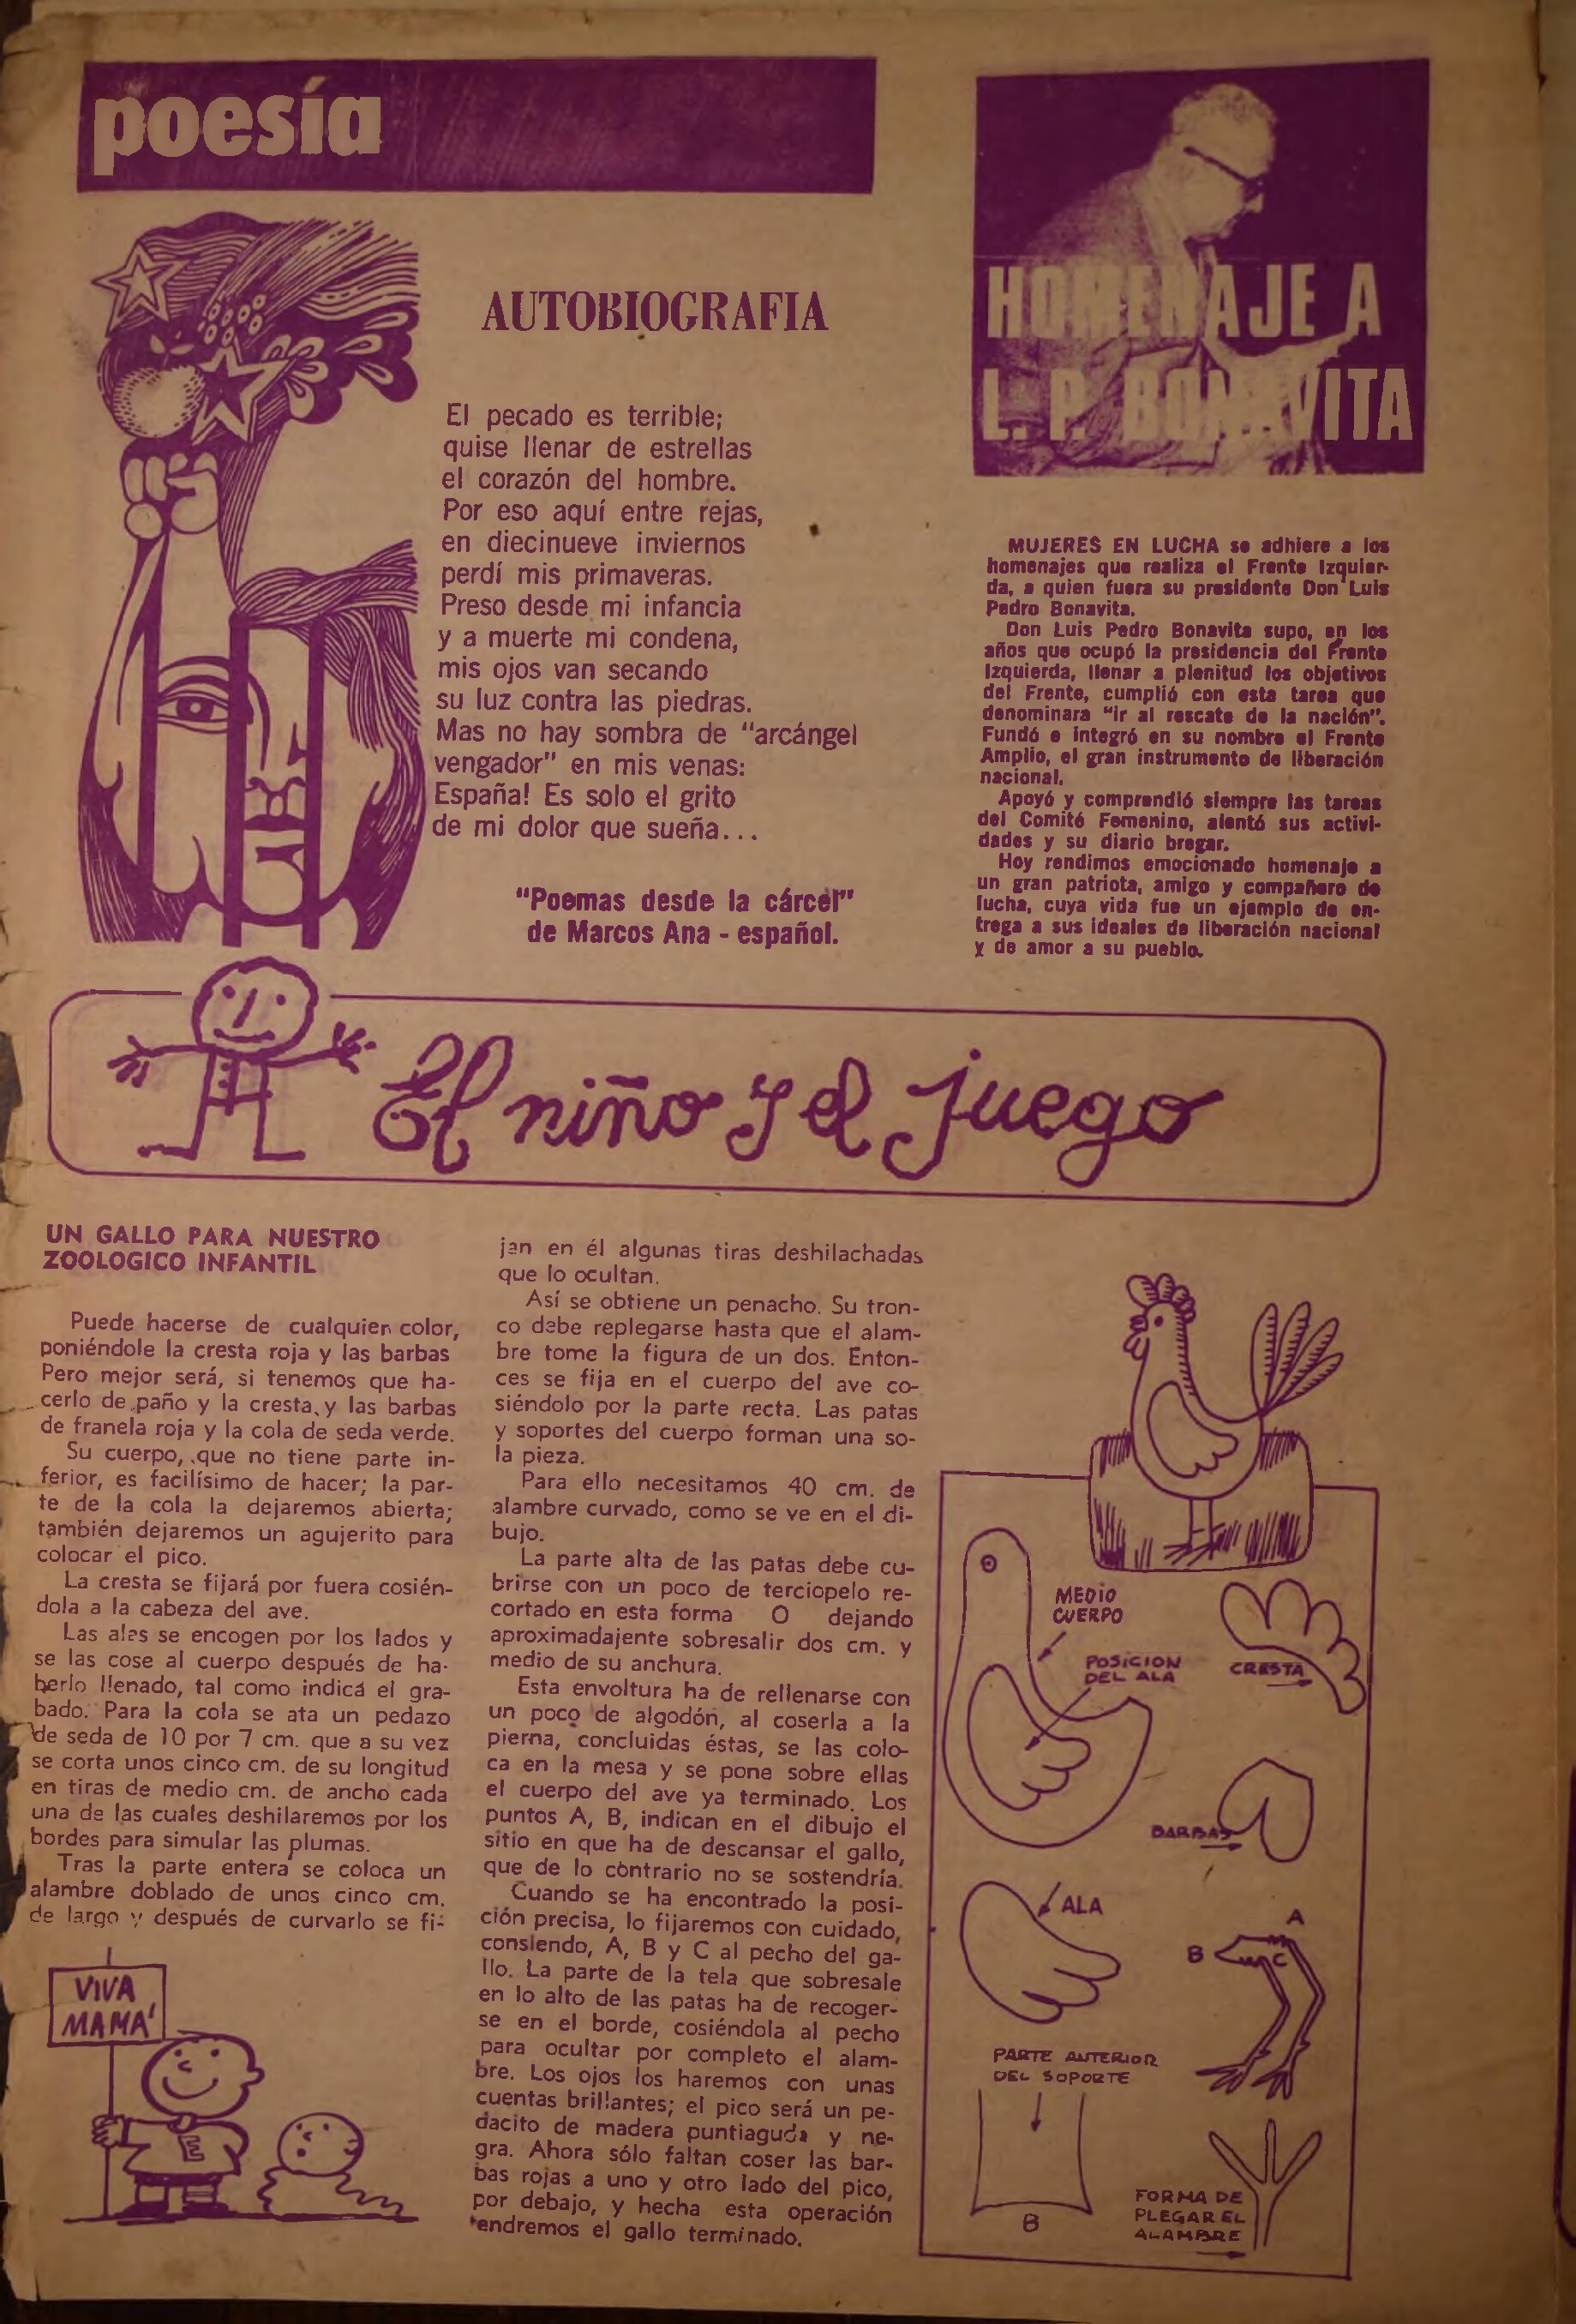 poesía
AUTOBIOGRAFIA
El pecado es terrible;
quise llenar de estrellas
el corazón del hombre.
Por eso aquí entre rejas,
en diecinueve inviernos
perdí mis primaveras.
Preso desde mi infancia
y a muerte mi condena,
mis ojos van secando
su luz contra las piedras.
Mas no hay sombra de "arcángel
vengador" en mis venas:
España! Es solo el grito
de mi dolor que sueña...
"Poemas desde la cárcel"
de Marcos Ana - español.
HOMENAJE A
L. P. BONAVITA
MUJERES EN LUCHA se adhiere a los
homenajes que realiza el Frente Izquier-
da, a quien fuera su presidente Don Luis
Pedro Bonavita.
Don Luis Pedro Bonavita supo, en los
años que ocupó la presidencia del Frente
Izquierda, llenar a plenitud los objetivos
del Frente, cumplió con esta tarea que
denominara "ir al rescate de la nación".
Fundó e integró en su nombre el Frente
Amplio, el gran instrumento de liberación
nacional.
Apoyó y comprendió siempre las tareas
del Comité Femenino, alentó sus activi-
dades y su diario bregar.
Hoy rendimos emocionado homenaje a
un gran patriota, amigo y compañero de
lucha, cuya vida fue un ejemplo de en-
trega a sus ideales de liberación nacional
y de amor a su pueblo.
El niño y el juego
UN GALLO PARA NUESTRO
ZOOLOGICO INFANTIL
Puede hacerse de cualquier color,
poniéndole la cresta roja y las barbas
Pero mejor será, si tenemos que ha-
cerlo de paño y la cresta y las barbas
de franela roja y la cola de seda verde.
Su cuerpo, que no tiene parte in-
ferior, es facilísimo de hacer; la par-
te de la cola la dejaremos abierta;
también dejaremos un agujerito para
colocar el pico.
La cresta se fijará por fuera cosién-
dola a la cabeza del ave.
Las alas se encogen por los lados y
se las cose al cuerpo después de ha-
berlo llenado, tal como indica el gra-
bado. Para la cola se ata un pedazo
de seda de 10 por 7 cm. que a su vez
se corta unos cinco cm. de su longitud
en tiras de medio cm. de ancho cada
una de las cuales deshilaremos por los
bordes para simular las plumas.
Tras la parte entera se coloca un
alambre doblado de unos cinco cm.
de largo y después de curvarlo se fi-
jan en él algunas tiras deshilachadas
que lo ocultan.
Así se obtiene un penacho. Su tron-
co debe replegarse hasta que el alam-
bre tome la figura de un dos. Enton-
ces se fija en el cuerpo del ave co-
siéndolo por la parte recta. Las patas
y soportes del cuerpo forman una so-
la pieza.
Para ello necesitamos 40 cm. de
alambre curvado, como se ve en el di-
bujo.
La parte alta de las patas debe cu-
brirse con un poco de terciopelo re-
cortado en esta forma O dejando
aproximadajente sobresalir dos cm. y
medio de su anchura.
Esta envoltura ha de rellenarse con
un poco de algodón, al coserla a la
pierna, concluidas éstas, se las colo-
ca en la mesa y se pone sobre ellas
el cuerpo del ave ya terminado. Los
puntos A, B, indican en el dibujo el
sitio en que ha de descansar el gallo,
que de lo contrario no se sostendría.
Cuando se ha encontrado la posi-
ción precisa, lo fijaremos con cuidado,
consiendo, A, B y C al pecho del ga-
llo. La parte de la tela que sobresale
en lo alto de las patas ha de recoger-
se en el borde, cosiéndola al pecho
para ocultar por completo el alam-
bre. Los ojos los haremos con unas
cuentas brillantes; el pico será un pe-
dacito de madera puntiaguda y ne-
gra. Ahora sólo faltan coser las bar-
bas rojas a uno y otro lado del pico,
por debajo, y hecha esta operación
tendremos el gallo terminado.
VIVA
MAMA'
E
MEDIO
CUERPO
POSICION
DEL ALA
CRESTA
BARBAS
ALA
A
B
C
PARTE ANTERIOR
DEL SOPORTE
B
FORMA DE
PLEGAR EL
ALAMBRE